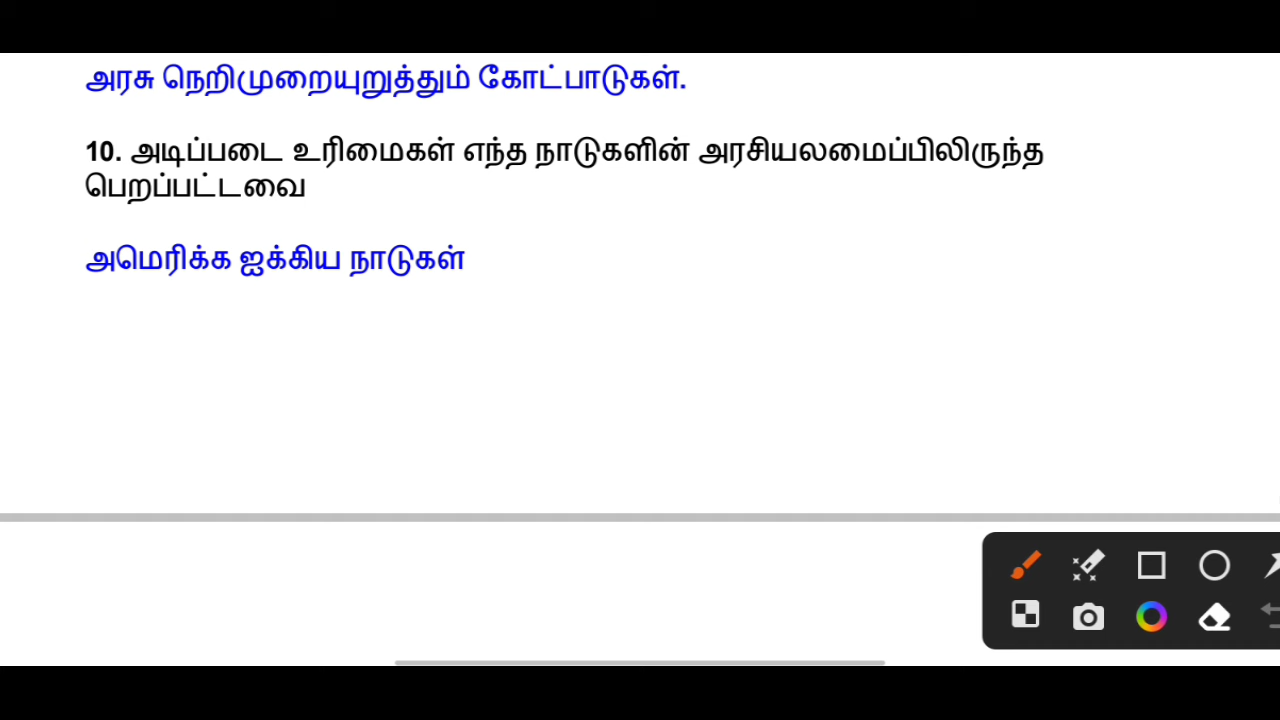 அரசு நெறிமுறையுறுத்தும் கோட்பாடுகள்.
10. அடிப்படை உரிமைகள் எந்த நாடுகளின் அரசியலமைப்பிலிருந்த
பெறப்பட்டவை
அமெரிக்க ஐக்கிய நாடுகள்